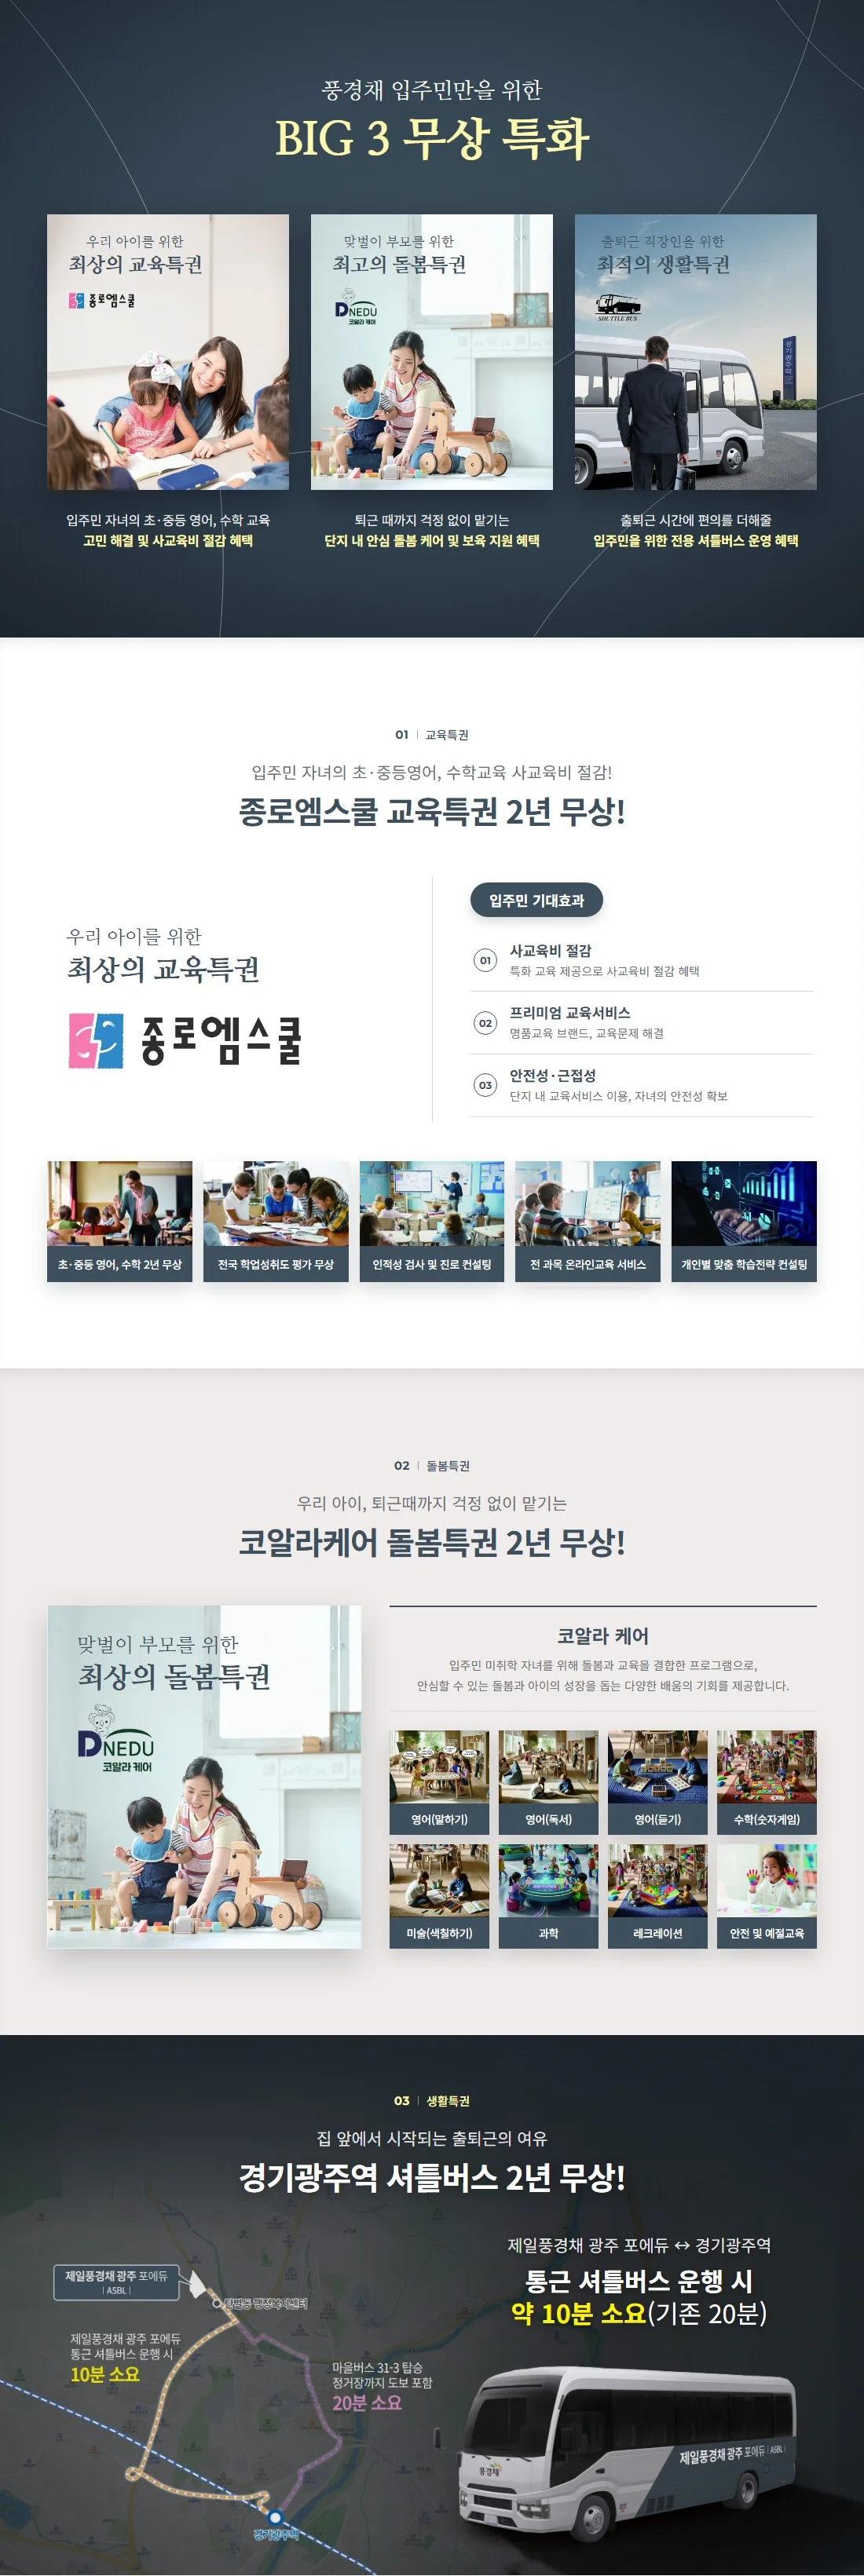 풍경채 입주민만을 위한
BIG 3 무상 특화
우리 아이를 위한
최상의 교육특권
종로엠스쿨
맞벌이 부모를 위한
최고의 돌봄특권
DNEDU
코알라 케어
출퇴근 직장인을 위한
최적의 생활특권
SHUTTLE BUS
경기광주역
입주민 자녀의 초·중등 영어, 수학 교육
고민 해결 및 사교육비 절감 혜택
퇴근 때까지 걱정 없이 맡기는
단지 내 안심 돌봄 케어 및 보육 지원 혜택
출퇴근 시간에 편의를 더해줄
입주민을 위한 전용 셔틀버스 운영 혜택
01 | 교육특권
입주민 자녀의 초·중등영어, 수학교육 사교육비 절감!
종로엠스쿨 교육특권 2년 무상!
우리 아이를 위한
최상의 교육특권
종로엠스쿨
입주민 기대효과
01
사교육비 절감
특화 교육 제공으로 사교육비 절감 혜택
02
프리미엄 교육서비스
명품교육 브랜드, 교육문제 해결
03
안전성·근접성
단지 내 교육서비스 이용, 자녀의 안전성 확보
초·중등 영어, 수학 2년 무상
전국 학업성취도 평가 무상
인적성 검사 및 진로 컨설팅
전 과목 온라인교육 서비스
개인별 맞춤 학습전략 컨설팅
02 | 돌봄특권
우리 아이, 퇴근때까지 걱정 없이 맡기는
코알라케어 돌봄특권 2년 무상!
맞벌이 부모를 위한
최상의 돌봄특권
DNEDU
코알라 케어
코알라 케어
입주민 미취학 자녀를 위해 돌봄과 교육을 결합한 프로그램으로,
안심할 수 있는 돌봄과 아이의 성장을 돕는 다양한 배움의 기회를 제공합니다.
영어(말하기)
영어(독서)
영어(듣기)
수학(숫자게임)
미술(색칠하기)
과학
레크레이션
안전 및 예절교육
03 | 생활특권
집 앞에서 시작되는 출퇴근의 여유
경기광주역 셔틀버스 2년 무상!
제일풍경채 광주 포에듀 ↔ 경기광주역
통근 셔틀버스 운행 시
약 10분 소요(기존 20분)
제일풍경채 광주 포에듀
| A5BL |
탄벌동 행정복지센터
제일풍경채 광주 포에듀
통근 셔틀버스 운행 시
10분 소요
마을버스 31-3 탑승
정거장까지 도보 포함
20분 소요
경기광주역
풍경채
제일풍경채 광주 포에듀 | A5BL |